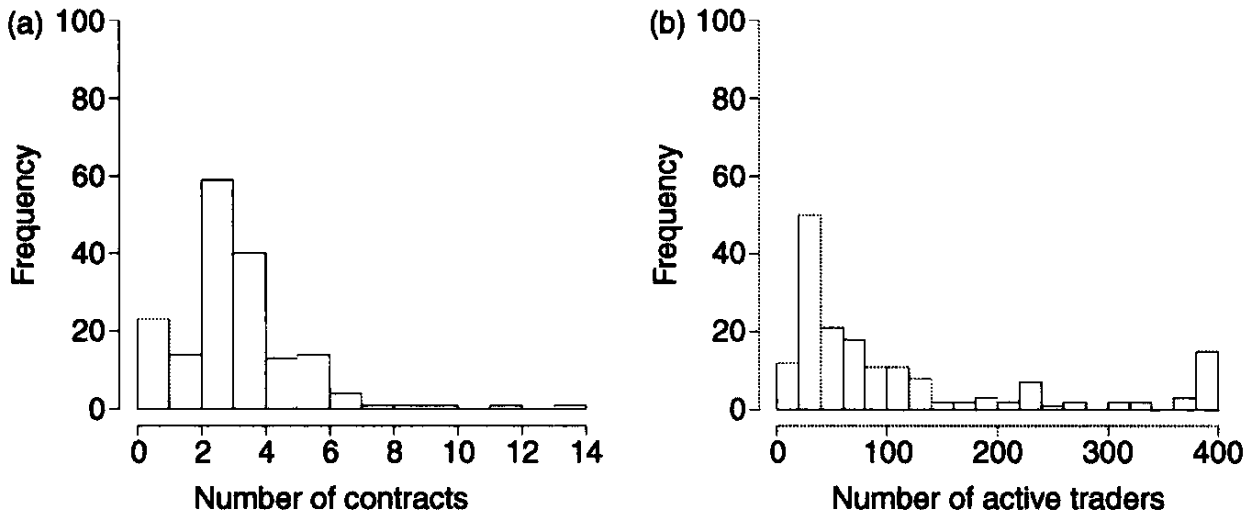 (a)
100
80
60
40
20
0
Frequency
0 2 4 6 8 10 12 14
Number of contracts
(b)
100
80
60
40
20
0
Frequency
0 100 200 300 400
Number of active traders